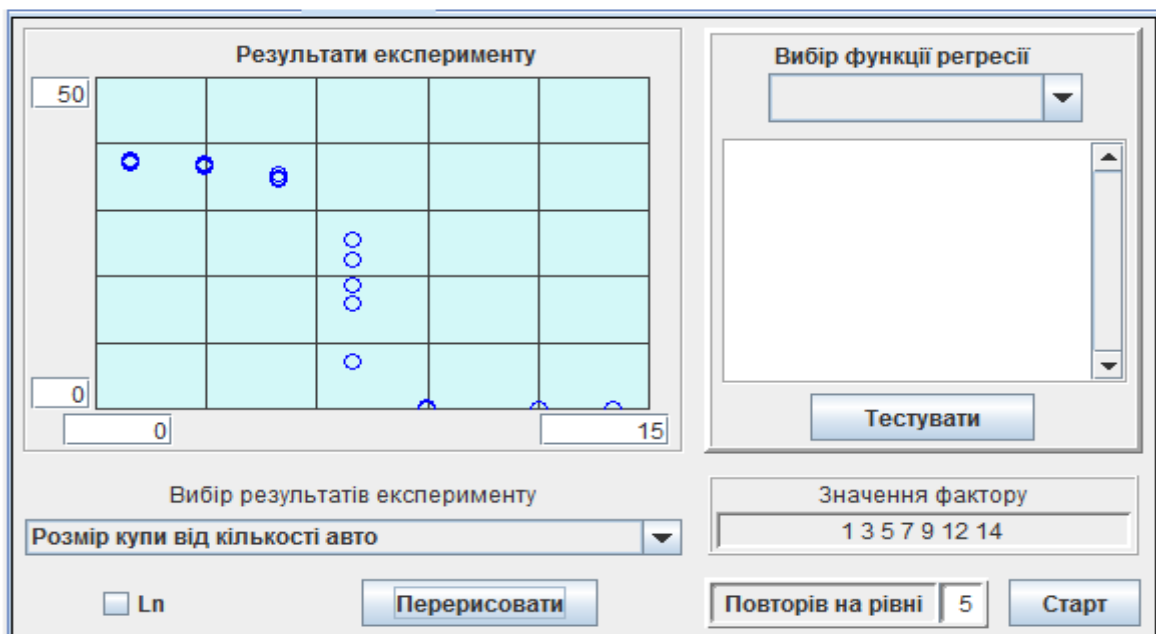 Результати експерименту
50
0
0
15
Вибір функції регресії
Тестувати
Вибір результатів експерименту
Розмір купи від кількості авто
Значення фактору
1 3 5 7 9 12 14
Ln
Перерисовати
Повторів на рівні
5
Старт